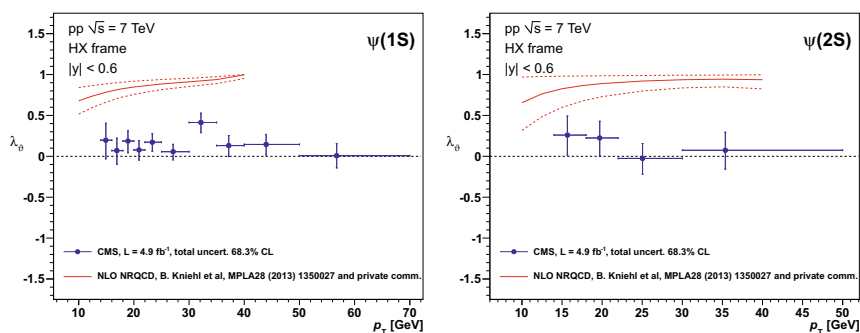 pp √s = 7 TeV
HX frame
|y| < 0.6
ψ(1S)
1.5
1
0.5
0
-0.5
-1
-1.5
λϑ
CMS, L = 4.9 fb⁻¹, total uncert. 68.3% CL
NLO NRQCD, B. Kniehl et al, MPLA28 (2013) 1350027 and private comm.
10 20 30 40 50 60 70
pT [GeV]
pp √s = 7 TeV
HX frame
|y| < 0.6
ψ(2S)
1.5
1
0.5
0
-0.5
-1
-1.5
λϑ
CMS, L = 4.9 fb⁻¹, total uncert. 68.3% CL
NLO NRQCD, B. Kniehl et al, MPLA28 (2013) 1350027 and private comm.
10 15 20 25 30 35 40 45 50
pT [GeV]